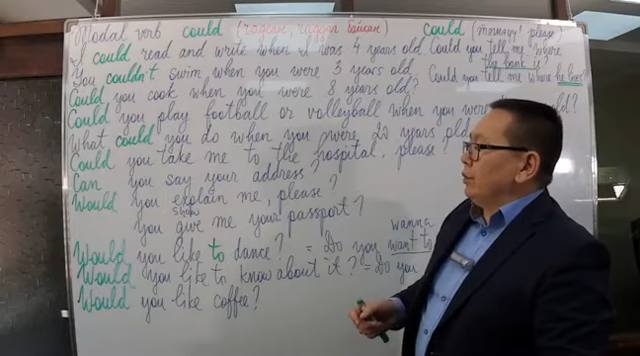 Modal verb could (чадсан, чаддаг байсан) could (
I could read and write when I was 4 years old Could you tell me where the bank is?
You couldn't swim when you were 3 years old Could you tell me where he lives
Could you cook when you were 8 years old?
Could you play football or volleyball when you were old?
What could you do when you were 20 years old
Could you take me to the hospital, please?
Can you say your address?
Would you explain me, please?
show
you give me your passport?
wanna
Would you like to dance? = Do you want to
Would you like to know about it? = do you
Would you like coffee?